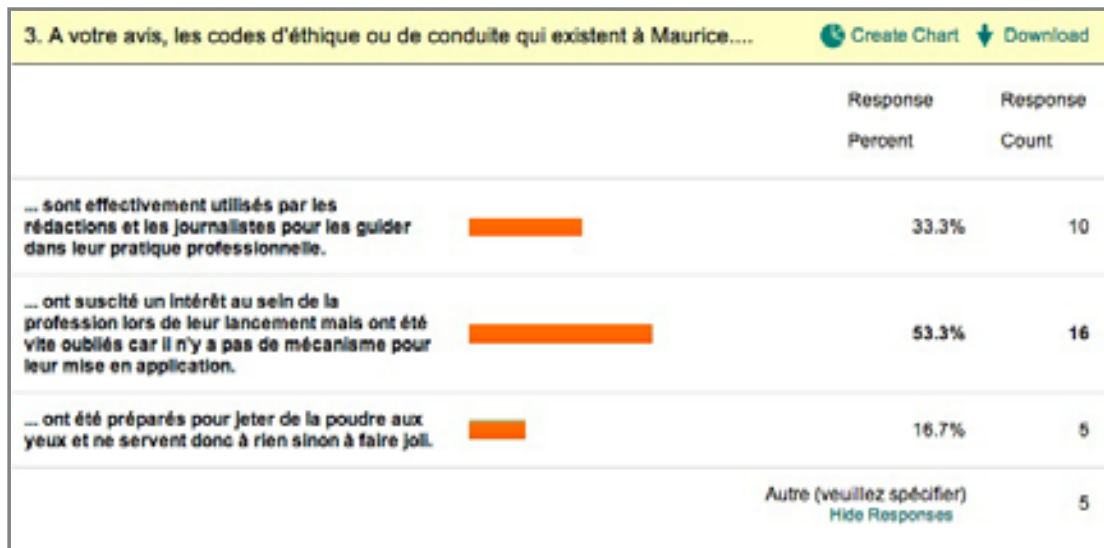 3. A votre avis, les codes d'éthique ou de conduite qui existent à Maurice....
Create Chart
Download
Response
Percent
Response
Count
... sont effectivement utilisés par les
rédactions et les journalistes pour les guider
dans leur pratique professionnelle.
33.3%
10
... ont suscité un intérêt au sein de la
profession lors de leur lancement mais ont été
vite oubliés car il n'y a pas de mécanisme pour
leur mise en application.
53.3%
16
... ont été préparés pour jeter de la poudre aux
yeux et ne servent donc à rien sinon à faire joli.
16.7%
5
Autre (veuillez spécifier)
Hide Responses
5